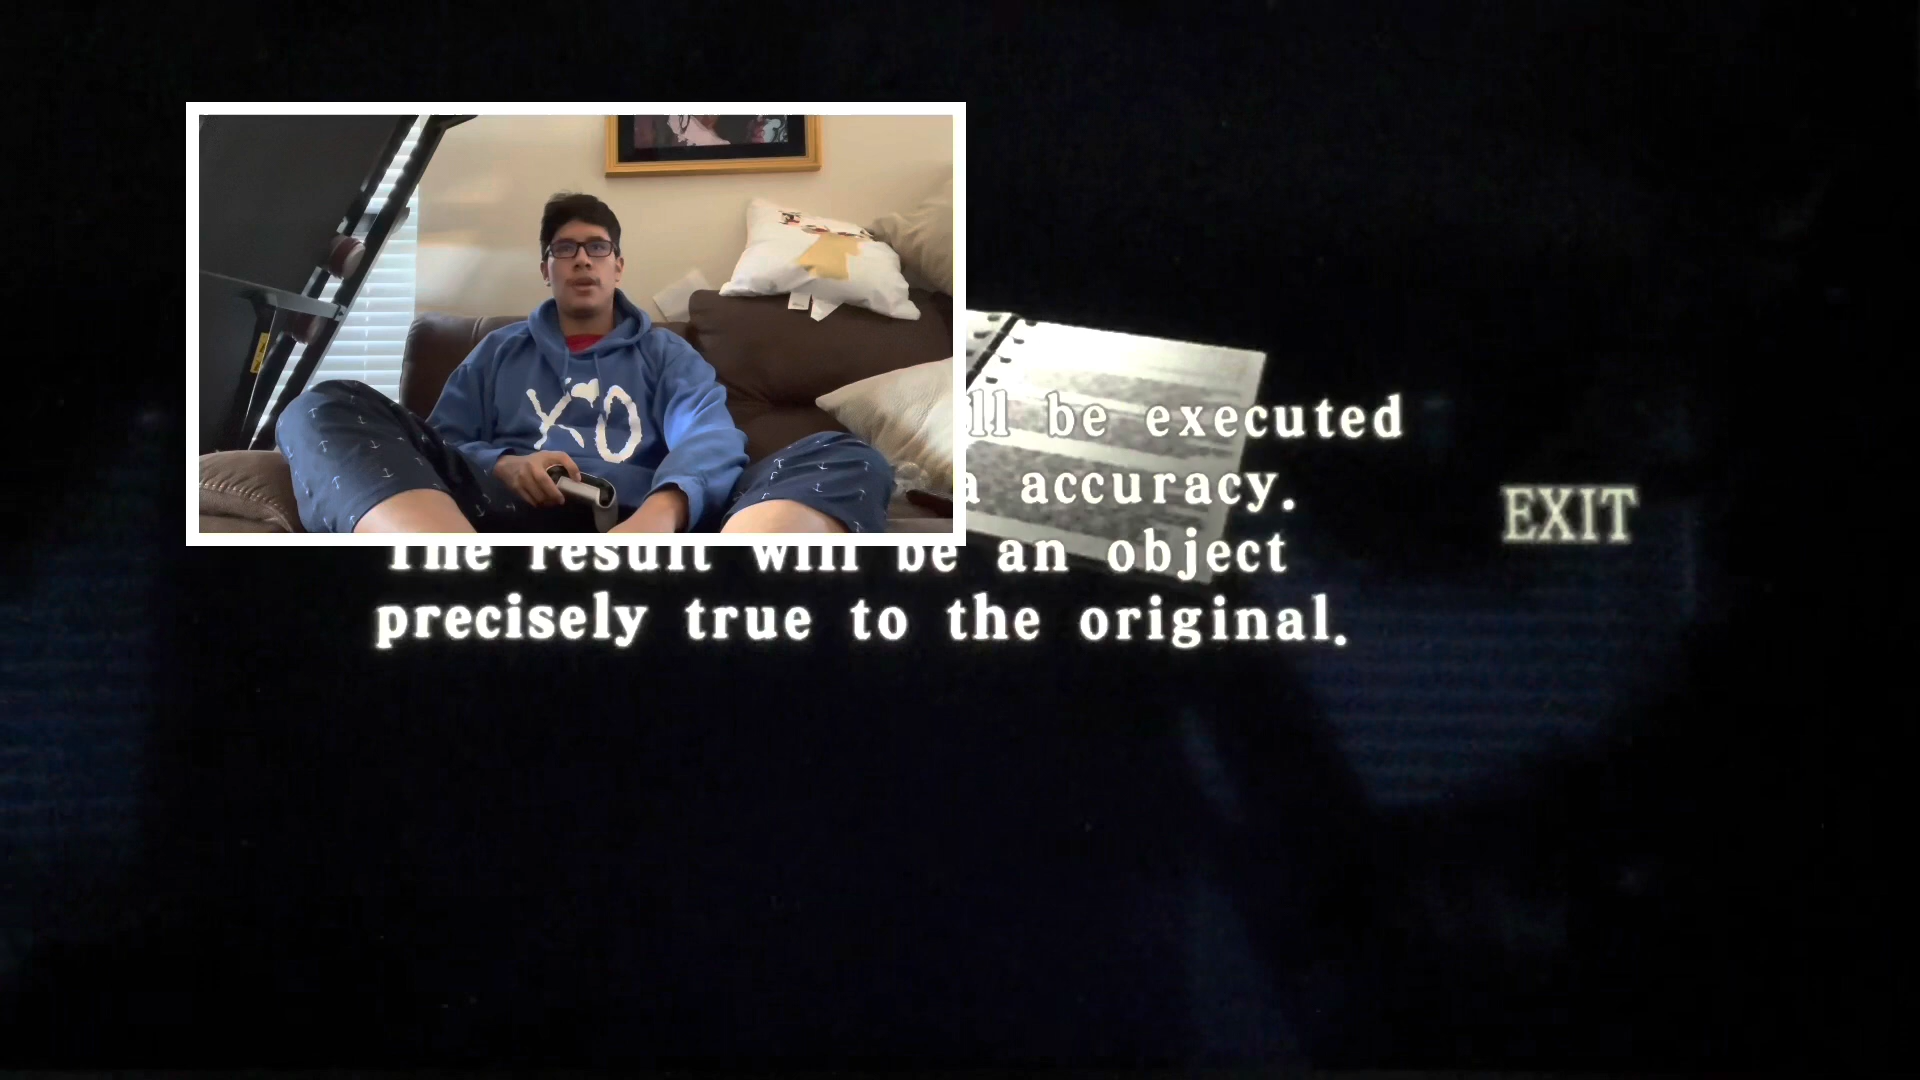 XO
be executed
accuracy.
The result will be an object
precisely true to the original.
EXIT